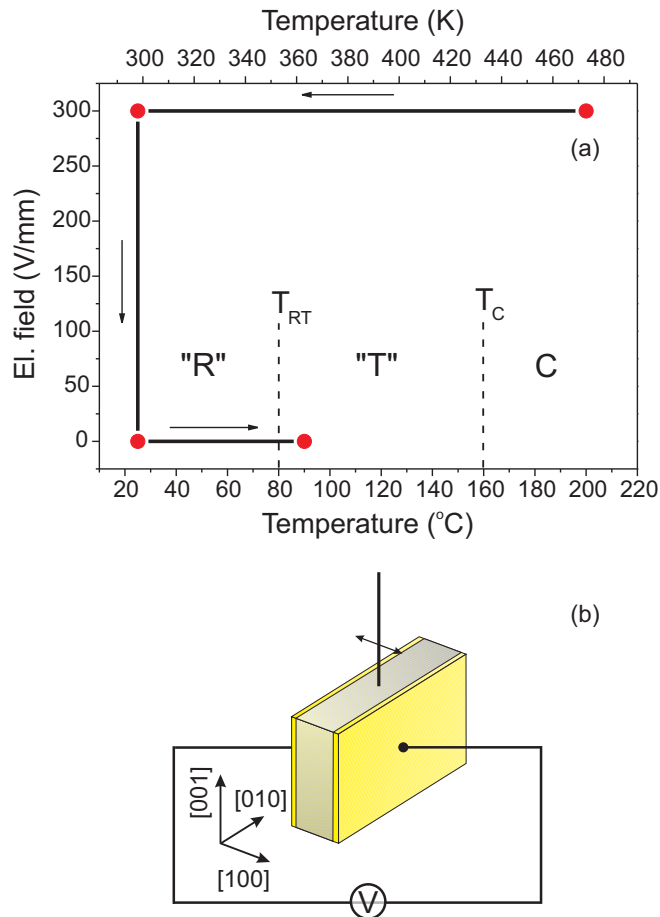 Temperature (K)
300 320 340 360 380 400 420 440 460 480
300
(a)
250
El. field (V/mm)
200
150
T_RT
T_C
100
"R" "T" C
50
0
20 40 60 80 100 120 140 160 180 200 220
Temperature (°C)
(b)
[001]
[010]
[100]
V